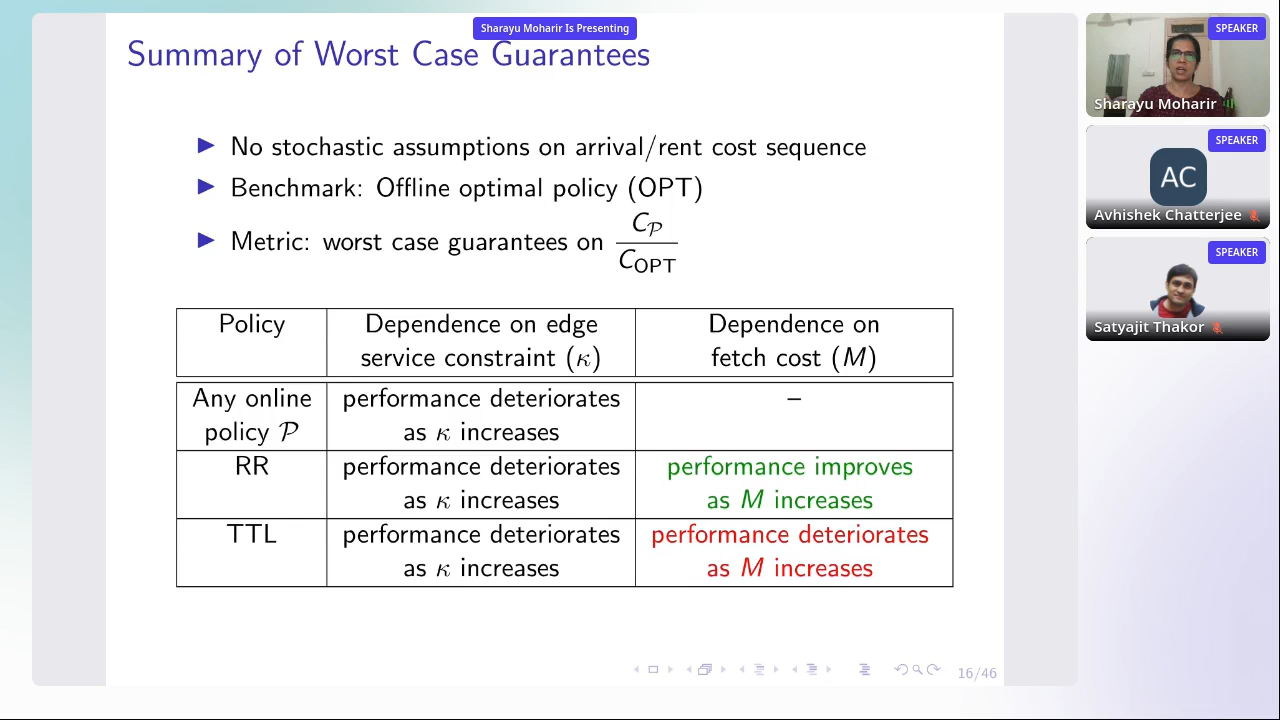 Sharayu Moharir Is Presenting
Summary of Worst Case Guarantees
▶ No stochastic assumptions on arrival/rent cost sequence
▶ Benchmark: Offline optimal policy (OPT)
▶ Metric: worst case guarantees on C_𝒫 / C_OPT
Policy
Dependence on edge
service constraint (κ)
Dependence on
fetch cost (M)
Any online
policy 𝒫
performance deteriorates
as κ increases
–
RR
performance deteriorates
as κ increases
performance improves
as M increases
TTL
performance deteriorates
as κ increases
performance deteriorates
as M increases
16/46
SPEAKER
Sharayu Moharir
SPEAKER
AC
Avhishek Chatterjee
SPEAKER
Satyajit Thakor